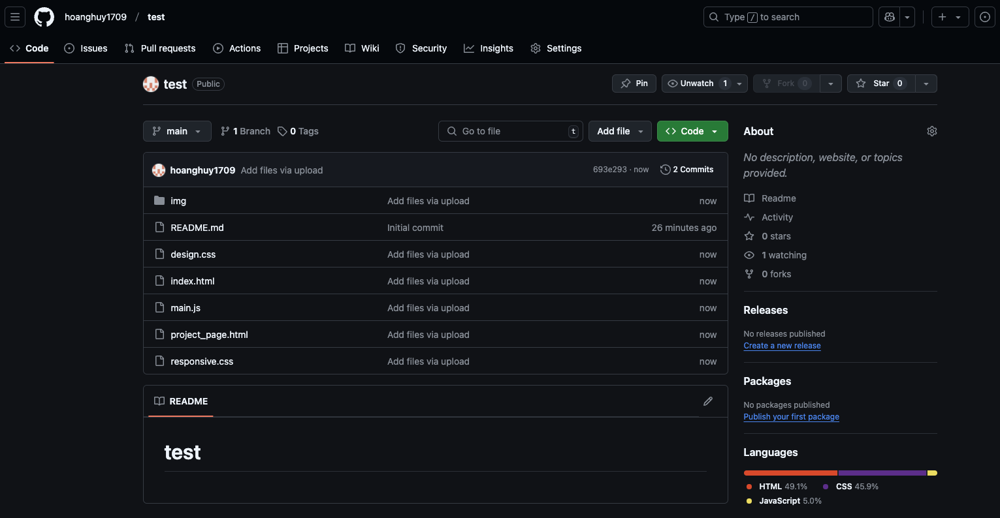 hoanghuy1709 / test
Type / to search
Code Issues Pull requests Actions Projects Wiki Security Insights Settings
test Public
Pin Unwatch 1 Fork 0 Star 0
main 1 Branch 0 Tags
Go to file t Add file Code
hoanghuy1709 Add files via upload 693e293 · now 2 Commits
img Add files via upload now
README.md Initial commit 26 minutes ago
design.css Add files via upload now
index.html Add files via upload now
main.js Add files via upload now
project_page.html Add files via upload now
responsive.css Add files via upload now
README
test
About
No description, website, or topics
provided.
Readme
Activity
0 stars
1 watching
0 forks
Releases
No releases published
Create a new release
Packages
No packages published
Publish your first package
Languages
HTML 49.1% CSS 45.9%
JavaScript 5.0%